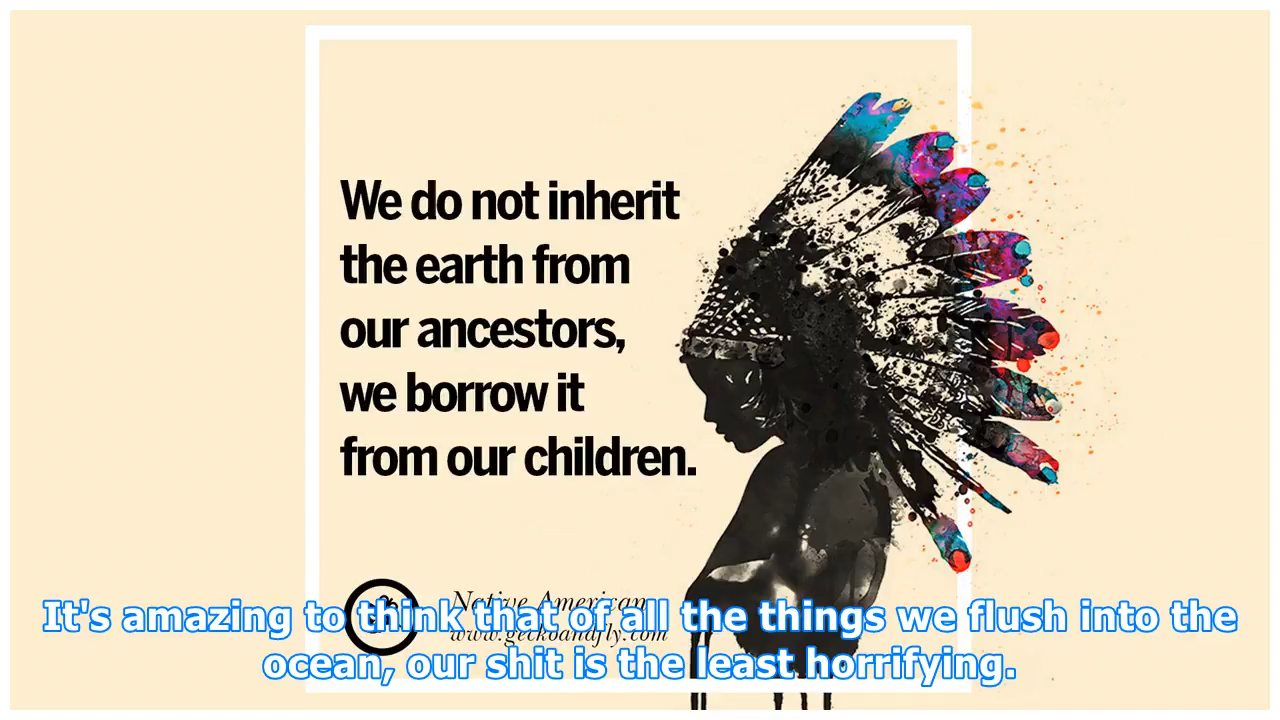 We do not inherit
the earth from
our ancestors,
we borrow it
from our children.
Native American
www.geckoandfly.com
It's amazing to think that of all the things we flush into the
ocean, our shit is the least horrifying.